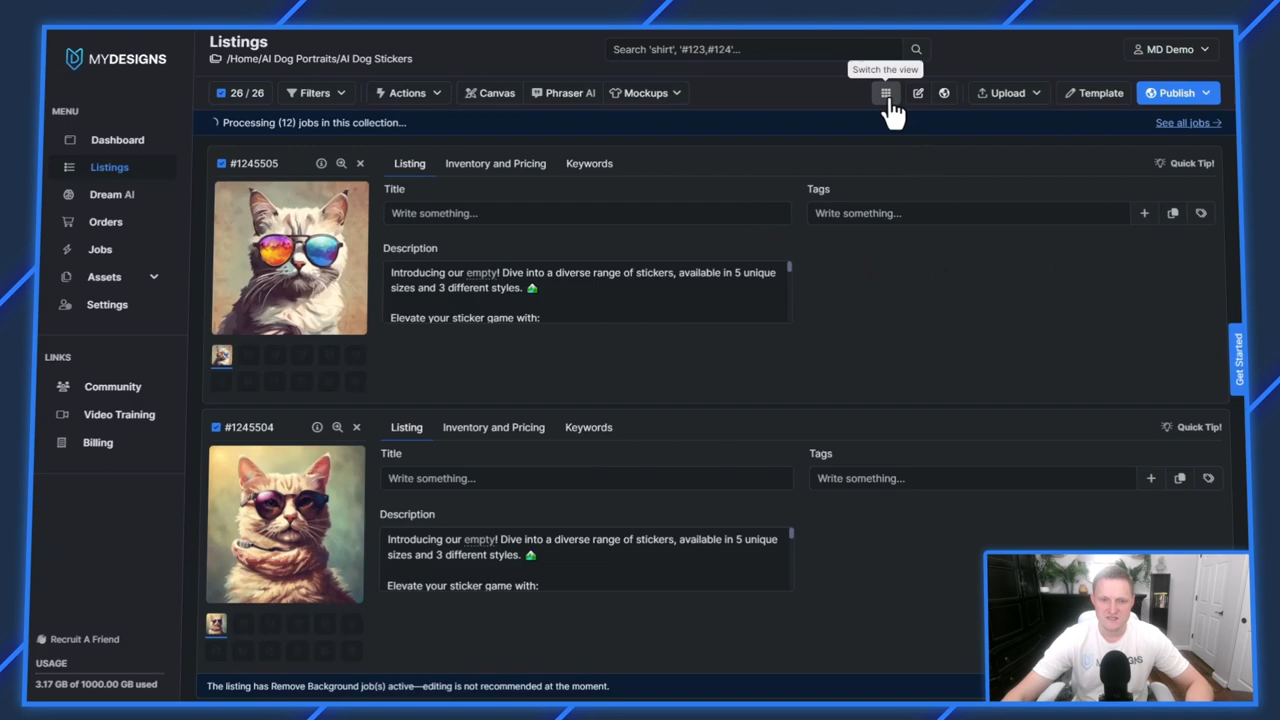 MYDESIGNS
Listings
/Home/AI Dog Portraits/AI Dog Stickers
Search 'shirt', '#123,#124'...
MD Demo
Switch the view
26 / 26
Filters
Actions
Canvas
Phraser AI
Mockups
Upload
Template
Publish
Processing (12) jobs in this collection...
See all jobs
MENU
Dashboard
Listings
Dream AI
Orders
Jobs
Assets
Settings
LINKS
Community
Video Training
Billing
Recruit A Friend
USAGE
3.17 GB of 1000.00 GB used
#1245505
Listing
Inventory and Pricing
Keywords
Quick Tip!
Title
Write something...
Tags
Write something...
Description
Introducing our empty! Dive into a diverse range of stickers, available in 5 unique
sizes and 3 different styles.
Elevate your sticker game with:
Get Started
#1245504
Listing
Inventory and Pricing
Keywords
Quick Tip!
Title
Write something...
Tags
Write something...
Description
Introducing our empty! Dive into a diverse range of stickers, available in 5 unique
sizes and 3 different styles.
Elevate your sticker game with:
The listing has Remove Background job(s) active—editing is not recommended at the moment.